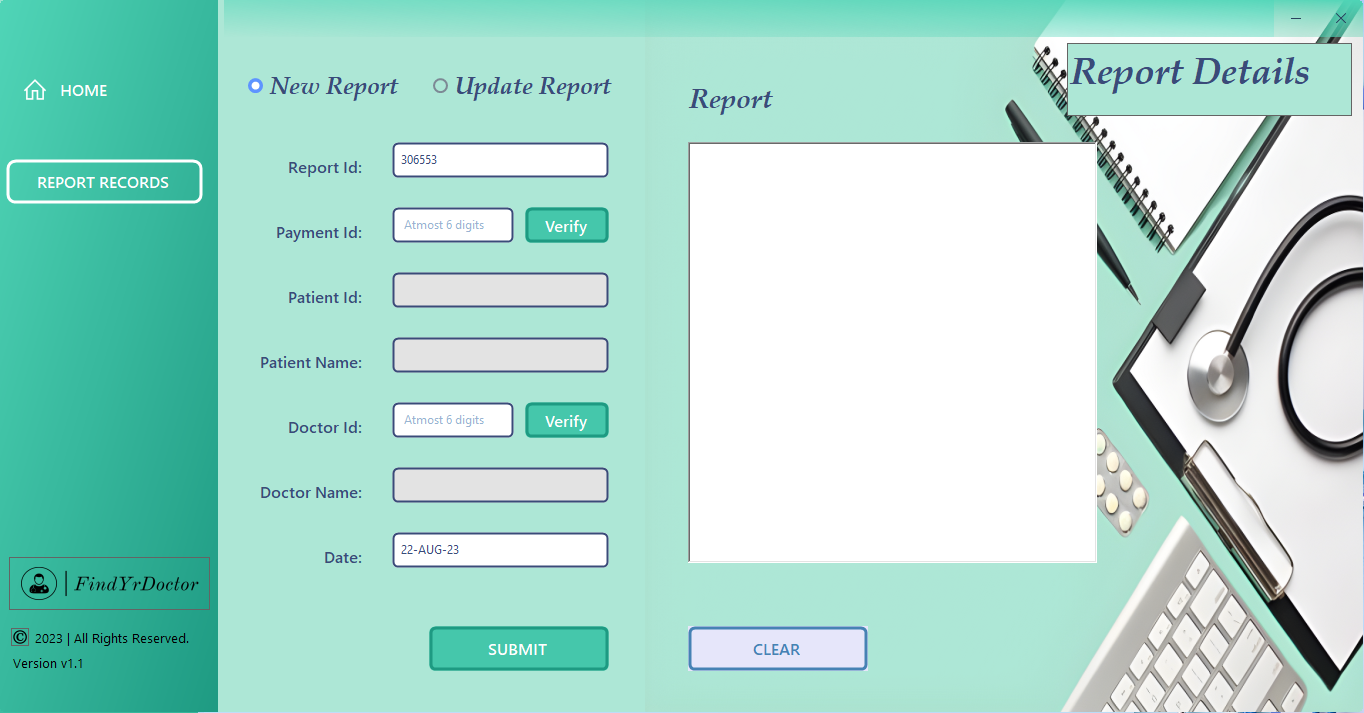 HOME
REPORT RECORDS
FindYrDoctor
© 2023 | All Rights Reserved.
Version v1.1
New Report
Update Report
Report Id:
306553
Payment Id:
Atmost 6 digits
Verify
Patient Id:
Patient Name:
Doctor Id:
Atmost 6 digits
Verify
Doctor Name:
Date:
22-AUG-23
SUBMIT
Report
CLEAR
Report Details